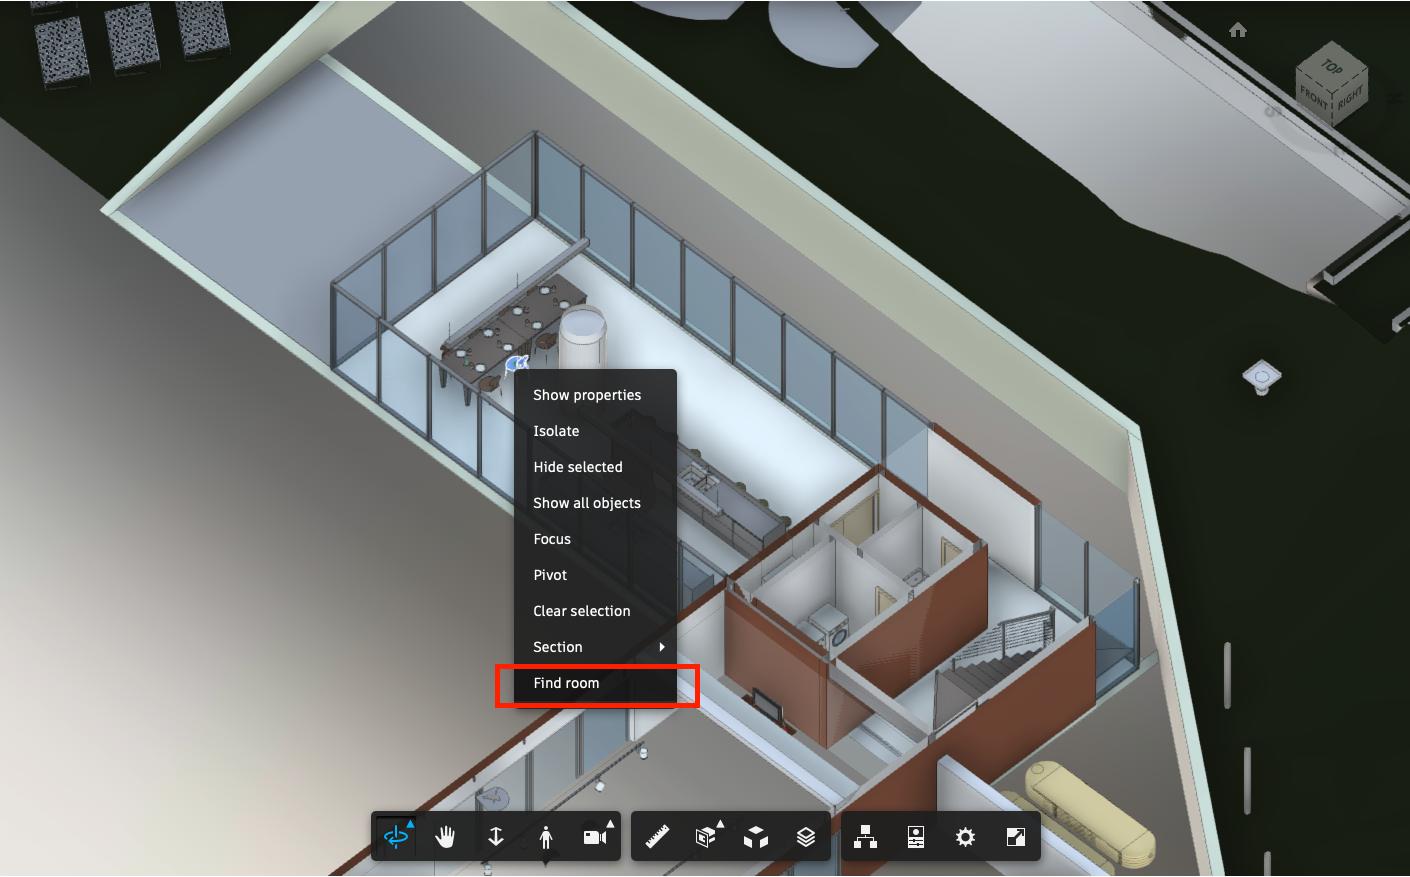 TOP
FRONT
RIGHT
S
Show properties
Isolate
Hide selected
Show all objects
Focus
Pivot
Clear selection
Section
Find room